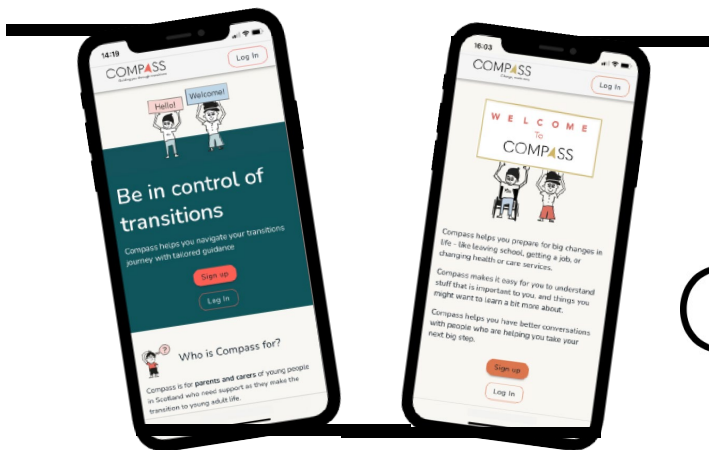 14:19
COMPASS
Log In
Hello!
Welcome!
Be in control of
transitions
Compass helps you navigate your transitions
journey with tailored guidance
Sign up
Log In
?
Who is Compass for?
Compass is for parents and carers of young people
in Scotland who need support as they make the
transition to young adult life.
16:03
COMPASS
Log In
WELCOME
To
COMPASS
Compass helps you prepare for big changes in
life - like leaving school, getting a job, or
changing health or care services.
Compass makes it easy for you to understand
stuff that is important to you, and things you
might want to learn a bit more about.
Compass helps you have better conversations
with people who are helping you take your
next big step.
Sign up
Log In